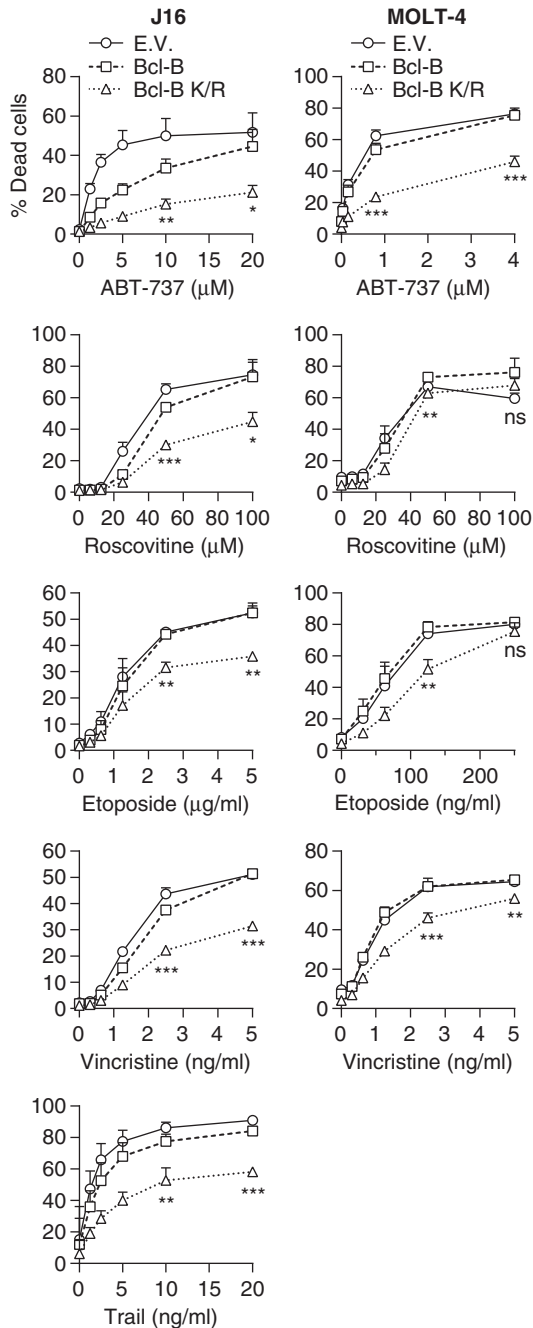 J16
MOLT-4
E.V.
Bcl-B
Bcl-B K/R
E.V.
Bcl-B
Bcl-B K/R
% Dead cells
80
60
40
20
0
** *
0 5 10 15 20
ABT-737 (μM)
100
80
60
40
20
0
*** ***
0 1 2 3 4
ABT-737 (μM)
100
80
60
40
20
0
*** *
0 20 40 60 80 100
Roscovitine (μM)
100
80
60
40
20
0
** ns
0 20 40 60 80 100
Roscovitine (μM)
60
50
40
30
20
10
0
** **
0 1 2 3 4 5
Etoposide (μg/ml)
100
80
60
40
20
0
** ns
0 100 200
Etoposide (ng/ml)
60
50
40
30
20
10
0
*** ***
0 1 2 3 4 5
Vincristine (ng/ml)
80
60
40
20
0
*** **
0 1 2 3 4 5
Vincristine (ng/ml)
100
80
60
40
20
0
** ***
0 5 10 15 20
Trail (ng/ml)